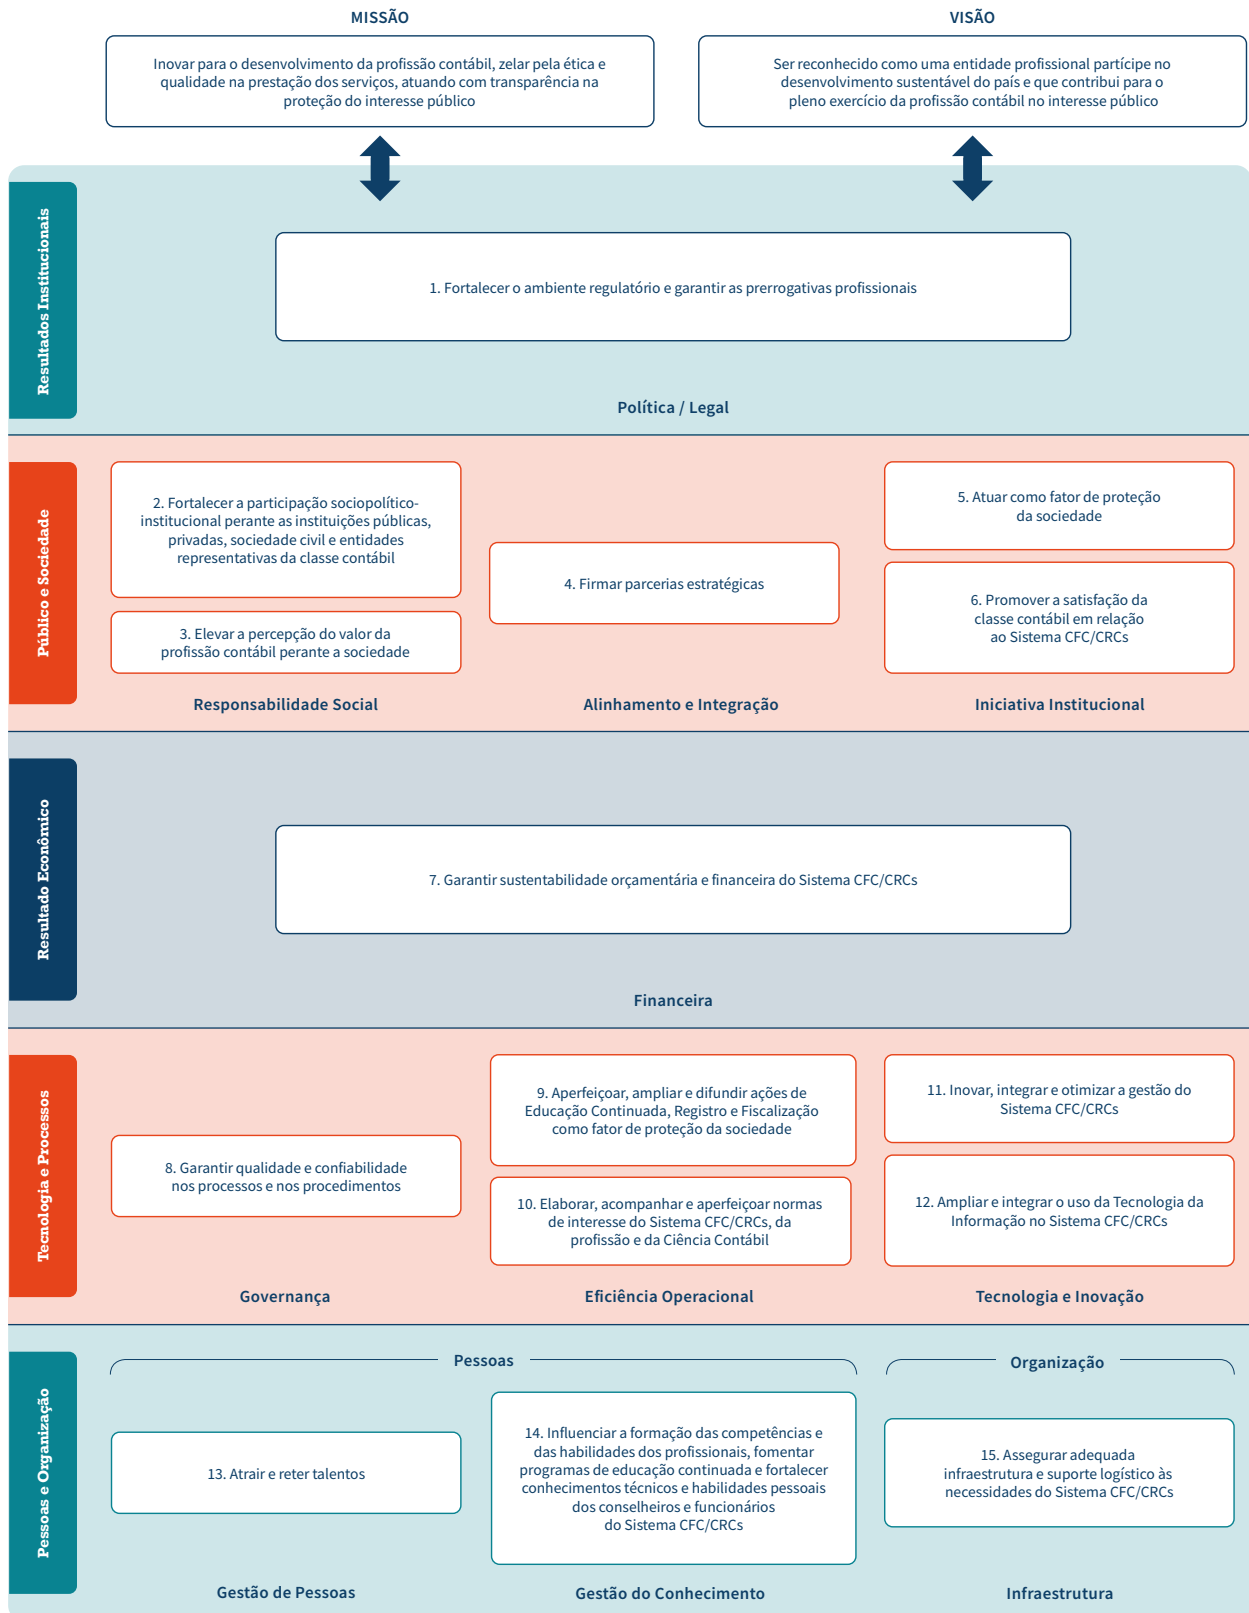 MISSÃO
Inovar para o desenvolvimento da profissão contábil, zelar pela ética e
qualidade na prestação dos serviços, atuando com transparência na
proteção do interesse público
VISÃO
Ser reconhecido como uma entidade profissional partícipe no
desenvolvimento sustentável do país e que contribui para o
pleno exercício da profissão contábil no interesse público
Resultados Institucionais
1. Fortalecer o ambiente regulatório e garantir as prerrogativas profissionais
Política / Legal
Público e Sociedade
2. Fortalecer a participação sociopolítico-
institucional perante as instituições públicas,
privadas, sociedade civil e entidades
representativas da classe contábil
3. Elevar a percepção do valor da
profissão contábil perante a sociedade
Responsabilidade Social
4. Firmar parcerias estratégicas
Alinhamento e Integração
5. Atuar como fator de proteção
da sociedade
6. Promover a satisfação da
classe contábil em relação
ao Sistema CFC/CRCs
Iniciativa Institucional
Resultado Econômico
7. Garantir sustentabilidade orçamentária e financeira do Sistema CFC/CRCs
Financeira
Tecnologia e Processos
8. Garantir qualidade e confiabilidade
nos processos e nos procedimentos
Governança
9. Aperfeiçoar, ampliar e difundir ações de
Educação Continuada, Registro e Fiscalização
como fator de proteção da sociedade
10. Elaborar, acompanhar e aperfeiçoar normas
de interesse do Sistema CFC/CRCs, da
profissão e da Ciência Contábil
Eficiência Operacional
11. Inovar, integrar e otimizar a gestão do
Sistema CFC/CRCs
12. Ampliar e integrar o uso da Tecnologia da
Informação no Sistema CFC/CRCs
Tecnologia e Inovação
Pessoas e Organização
Pessoas
13. Atrair e reter talentos
Gestão de Pessoas
14. Influenciar a formação das competências e
das habilidades dos profissionais, fomentar
programas de educação continuada e fortalecer
conhecimentos técnicos e habilidades pessoais
dos conselheiros e funcionários
do Sistema CFC/CRCs
Gestão do Conhecimento
Organização
15. Assegurar adequada
infraestrutura e suporte logístico às
necessidades do Sistema CFC/CRCs
Infraestrutura